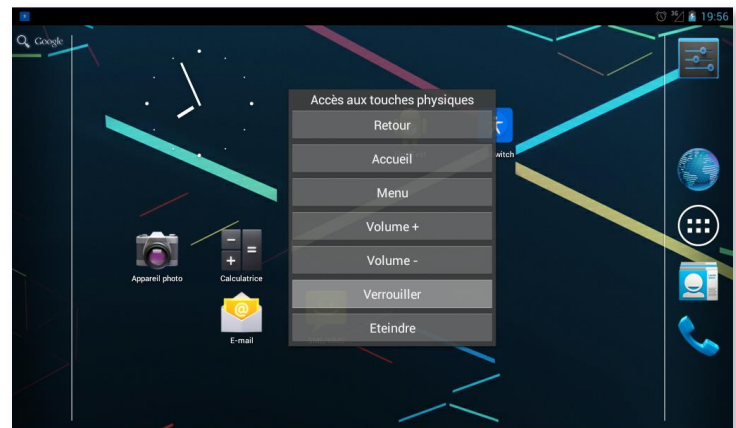 3G
19:56
Google
Accès aux touches physiques
Retour
Accueil
Menu
Volume +
Volume -
Verrouiller
Eteindre
witch
Appareil photo
Calculatrice
E-mail